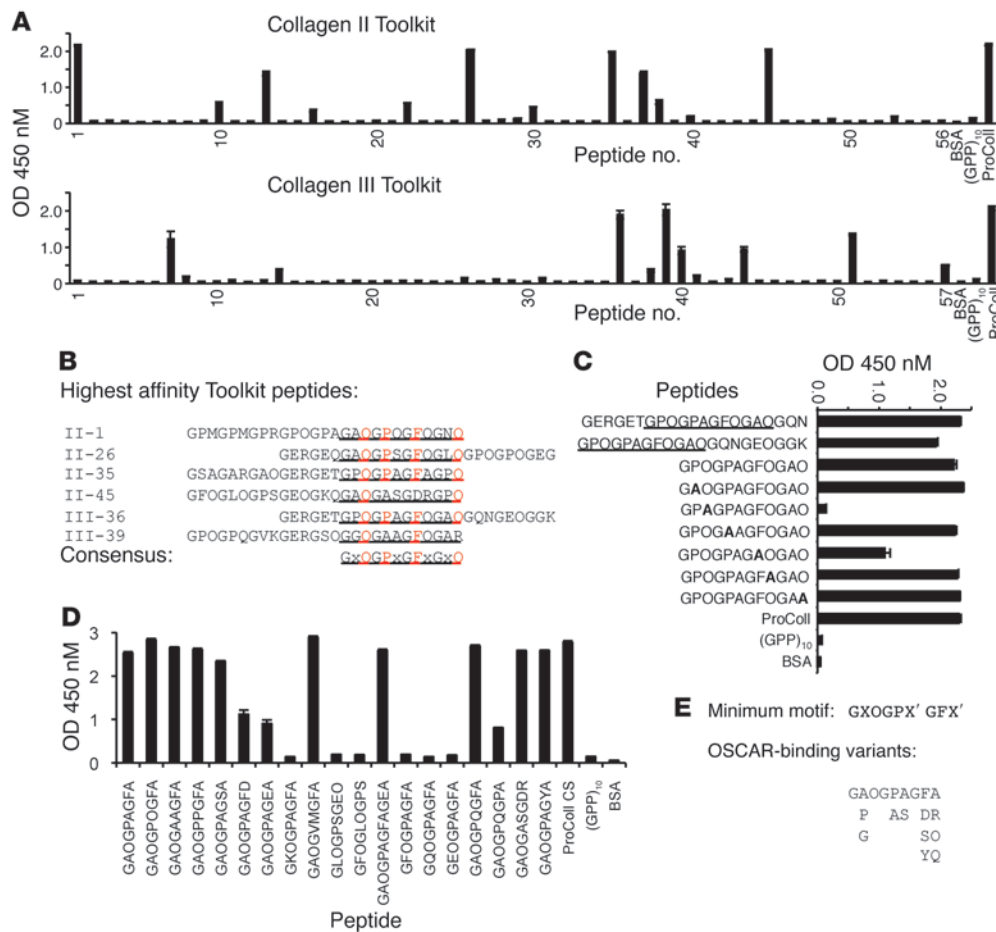 A
Collagen II Toolkit
OD 450 nM
2.0
1.0
0
1
10
20
30
40
50
56
BSA
(GPP)10
ProColl
Peptide no.
Collagen III Toolkit
2.0
1.0
0
1
10
20
30
40
50
57
BSA
(GPP)10
ProColl
Peptide no.
B
Highest affinity Toolkit peptides:
II-1 GPMGPMGPRGPOGPAGAOGPOGFOGNO
II-26 GERGEQGAOGPSGFOGLOGPOGPOGEG
II-35 GSAGARGAOGERGETGPOGPAGFAGPO
II-45 GFOGLOGPSGEOGKQGAOGASGDRGPO
III-36 GERGETGPOGPAGFOGAOGQNGEOGGK
III-39 GPOGPQGVKGERGSOGGOGAAGFOGAR
Consensus: GxOGPxGFxGxO
C
OD 450 nM
Peptides
0.0
1.0
2.0
GERGETGPOGPAGFOGAOGQN
GPOGPAGFOGAOGQNGEOGGK
GPOGPAGFOGAO
GAOGPAGFOGAO
GPAGPAGFOGAO
GPOGAAGFOGAO
GPOGPAGAOGAO
GPOGPAGFAGAO
GPOGPAGFOGAA
ProColl
(GPP)10
BSA
D
OD 450 nM
3
2
1
0
GAOGPAGFA
GAOGPOGFA
GAOGAAGFA
GAOGPPGFA
GAOGPAGSA
GAOGPAGFD
GAOGPAGEA
GKOGPAGFA
GAOGVMGFA
GLOGPSGEO
GFOGLOGPS
GAOGPAGFAGEA
GFOGPAGFA
GQOGPAGFA
GEOGPAGFA
GAOGPQGFA
GAOGPQGPA
GAOGASGDR
GAOGPAGYA
ProColl CS
(GPP)10
BSA
Peptide
E
Minimum motif: GXOGPX′ GFX′
OSCAR-binding variants:
GAOGPAGFA
P AS DR
G SO
YQ